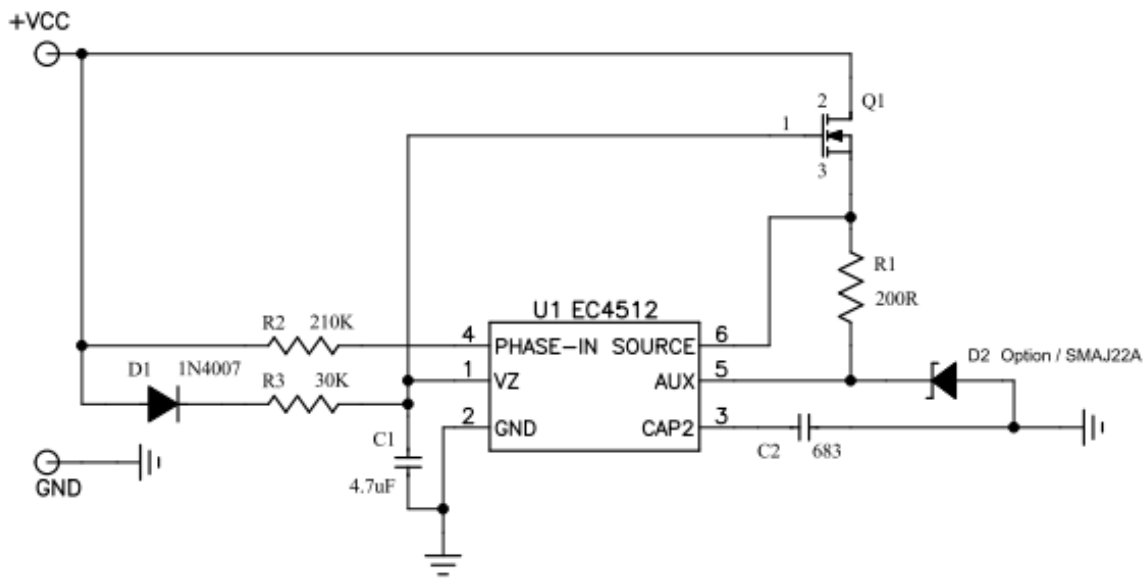 +VCC
2
Q1
1
3
R1
200R
U1 EC4512
R2 210K
4
PHASE-IN SOURCE
6
D2 Option / SMAJ22A
D1 1N4007
R3 30K
1
VZ
AUX
5
2
GND
CAP2
3
C1
C2 683
4.7uF
GND